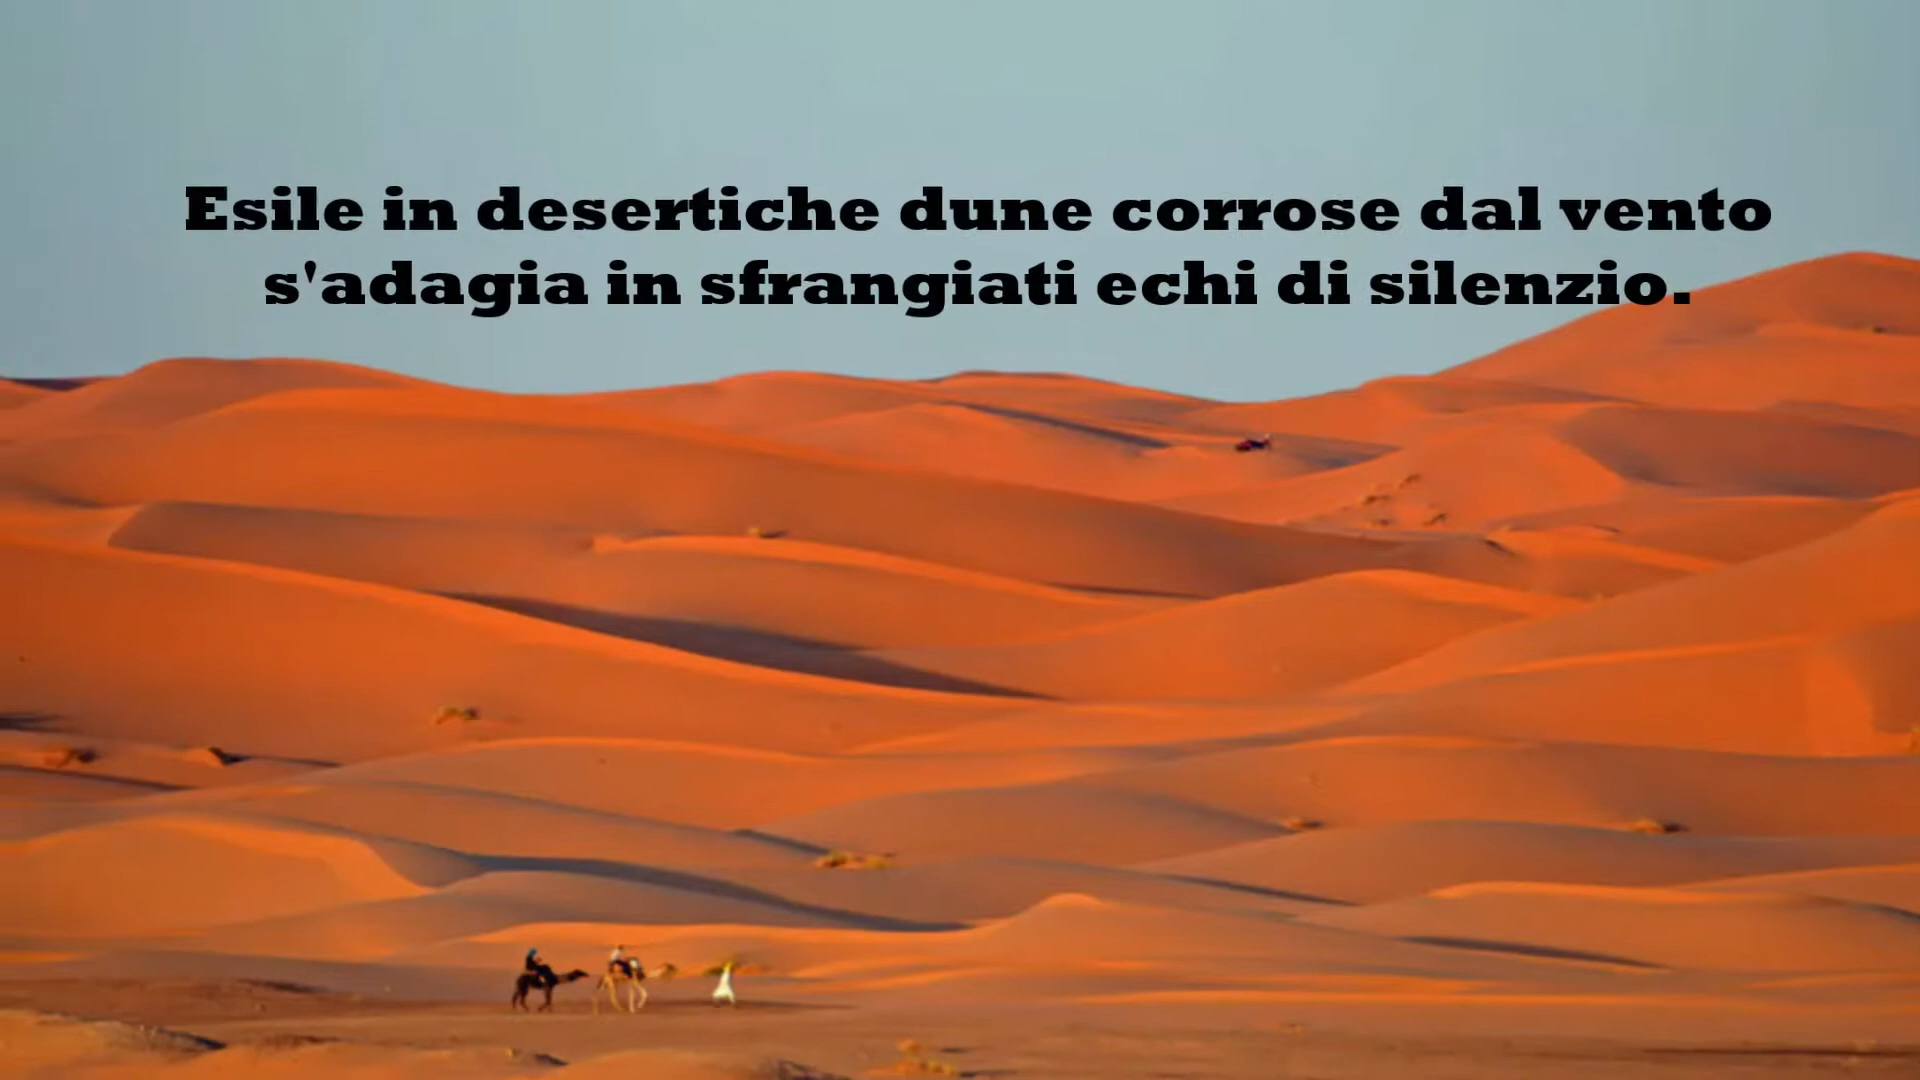 Esile in desertiche dune corrose dal vento
s'adagia in sfrangiati echi di silenzio.